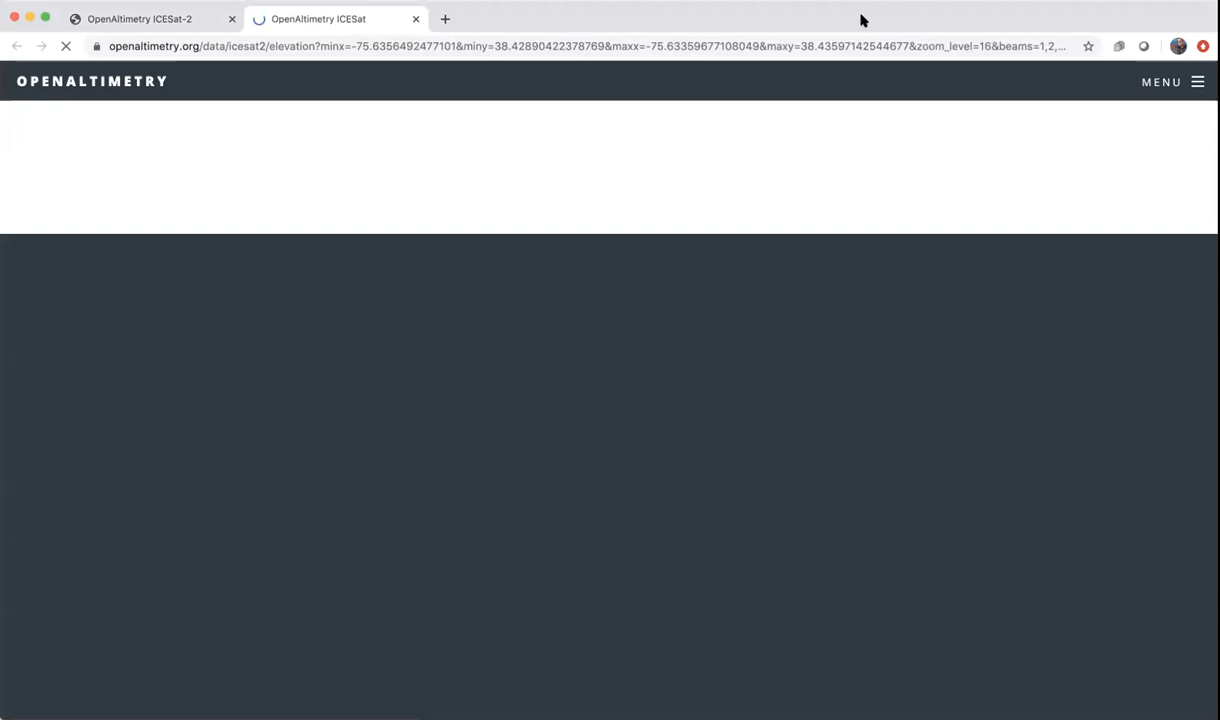 OpenAltimetry ICESat-2
OpenAltimetry ICESat
openaltimetry.org/data/icesat2/elevation?minx=-75.6356492477101&miny=38.42890422378769&maxx=-75.63359677108049&maxy=38.43597142544677&zoom_level=16&beams=1,2,...
OPENALTIMETRY
MENU